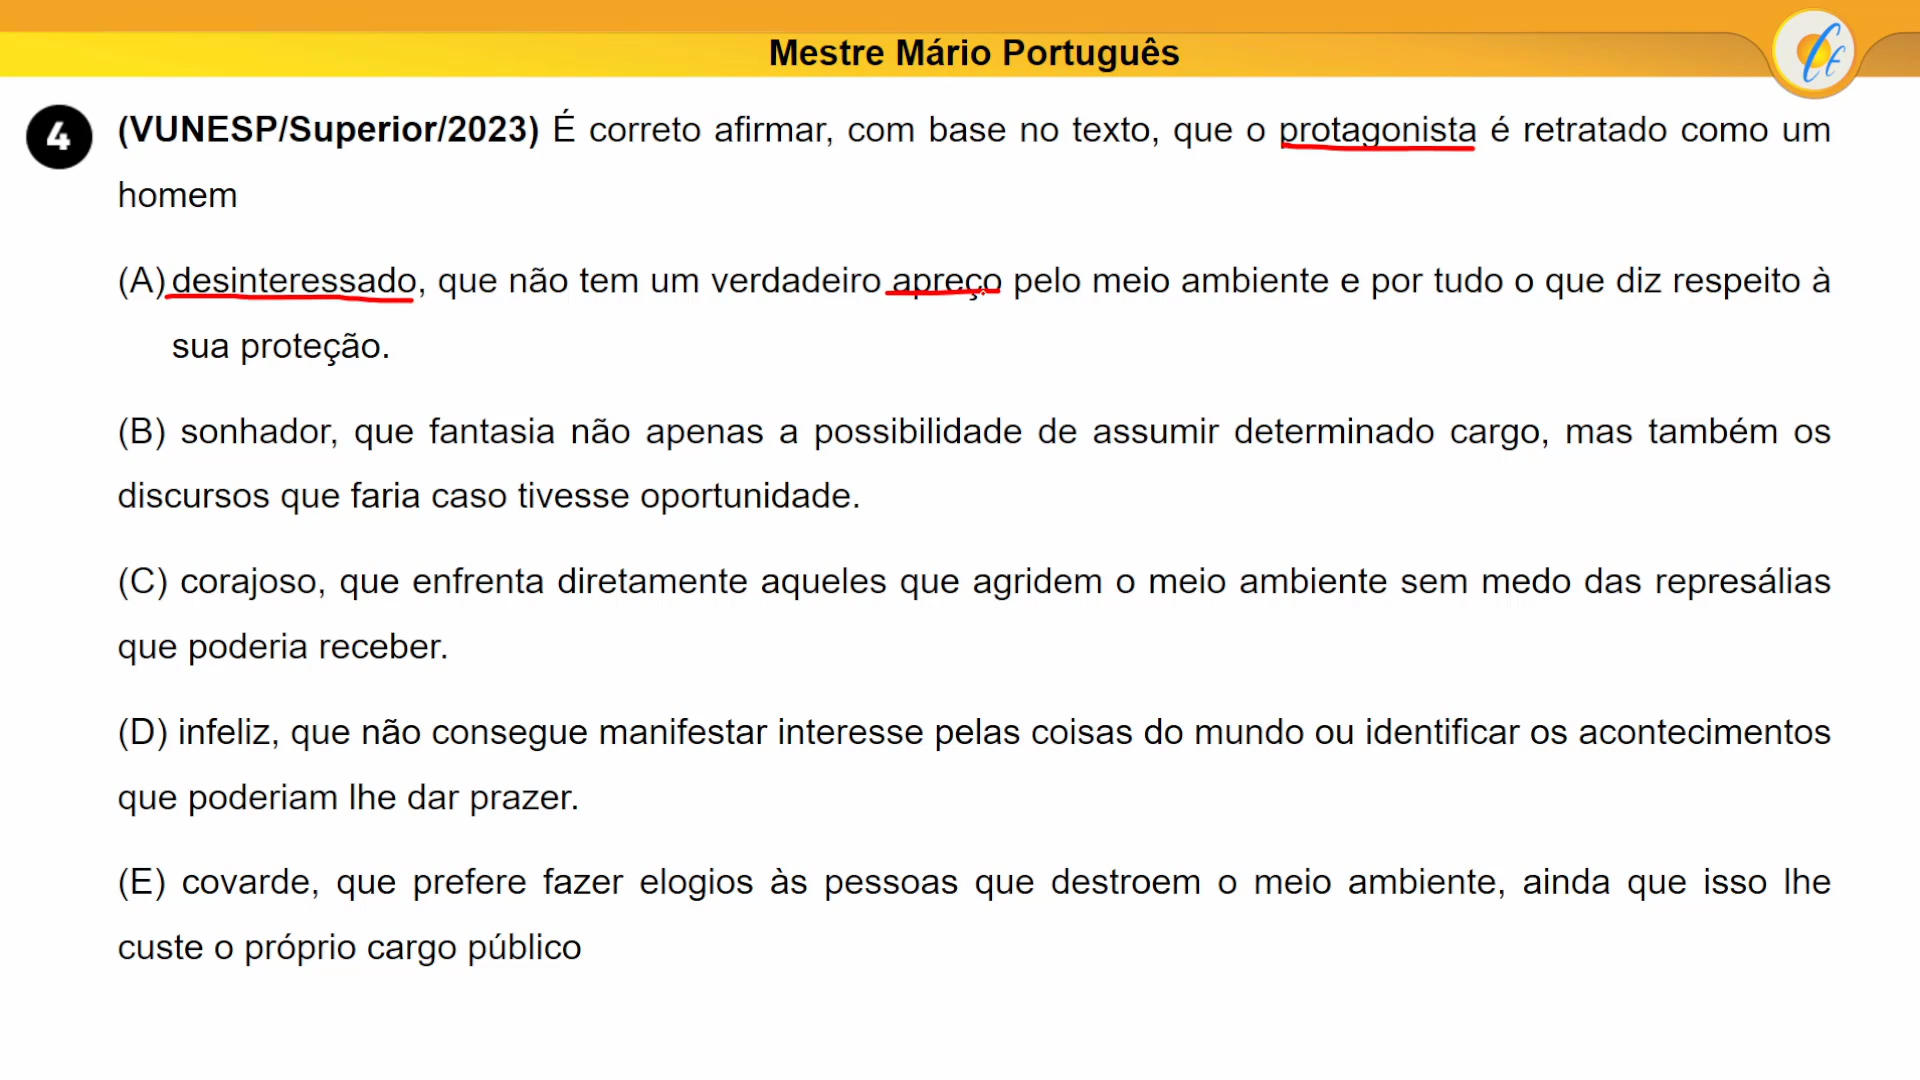 Mestre Mário Português
4 (VUNESP/Superior/2023) É correto afirmar, com base no texto, que o protagonista é retratado como um
homem
(A) desinteressado, que não tem um verdadeiro apreço pelo meio ambiente e por tudo o que diz respeito à
sua proteção.
(B) sonhador, que fantasia não apenas a possibilidade de assumir determinado cargo, mas também os
discursos que faria caso tivesse oportunidade.
(C) corajoso, que enfrenta diretamente aqueles que agridem o meio ambiente sem medo das represálias
que poderia receber.
(D) infeliz, que não consegue manifestar interesse pelas coisas do mundo ou identificar os acontecimentos
que poderiam lhe dar prazer.
(E) covarde, que prefere fazer elogios às pessoas que destroem o meio ambiente, ainda que isso lhe
custe o próprio cargo público